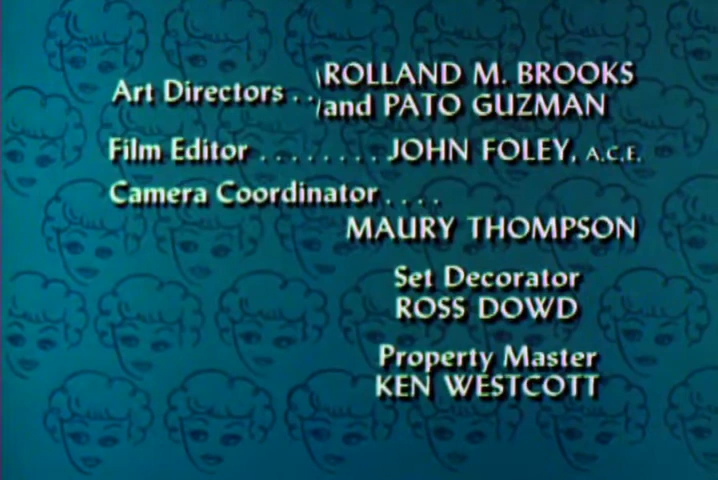 Art Directors . . ROLLAND M. BROOKS
and PATO GUZMAN
Film Editor . . . . . . . . JOHN FOLEY, A.C.E.
Camera Coordinator . . . .
MAURY THOMPSON
Set Decorator
ROSS DOWD
Property Master
KEN WESTCOTT